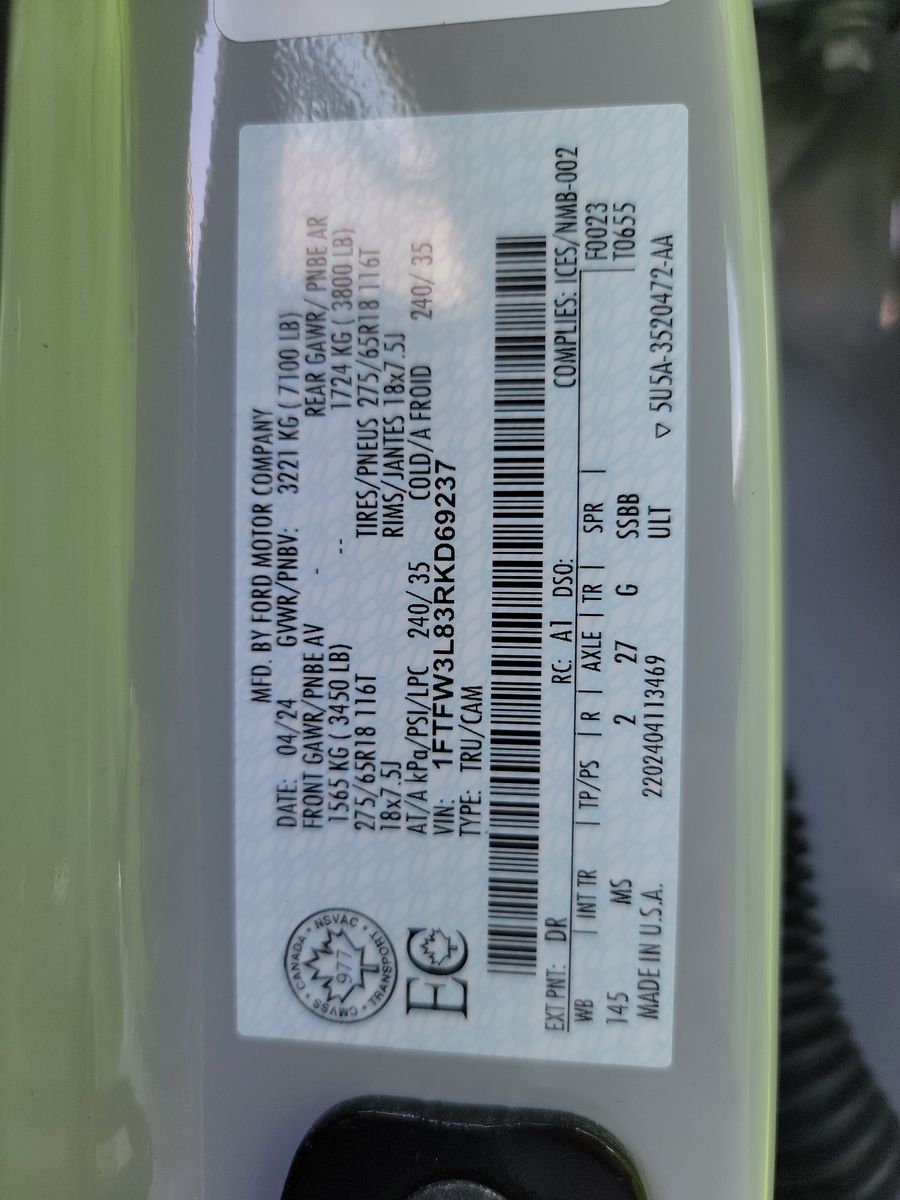 MFD. BY FORD MOTOR COMPANY
DATE: 04/24 GVWR/PNBV: 3221 KG ( 7100 LB)
FRONT GAWR/PNBE AV - REAR GAWR/ PNBE AR
1565 KG ( 3450 LB) -- 1724 KG ( 3800 LB)
275/65R18 116T TIRES/PNEUS 275/65R18 116T
18x7.5J RIMS/JANTES 18x7.5J
AT/A kPa/PSI/LPC 240/ 35 COLD/A FROID 240/ 35
VIN: 1FTFW3L83RKD69237
TYPE: TRU/CAM
CANADA • NSVAC • TRANSPORT • CMVSS •
977
EC
EXT PNT: DR RC: A1 DSO: COMPLIES: ICES/NMB-002
WB | INT TR | TP/PS | R | AXLE | TR | SPR | F0023
145 MS 2 27 G SSBB T0655
MADE IN U.S.A. 220240411​3469 ULT ▽ 5U5A-3520472-AA